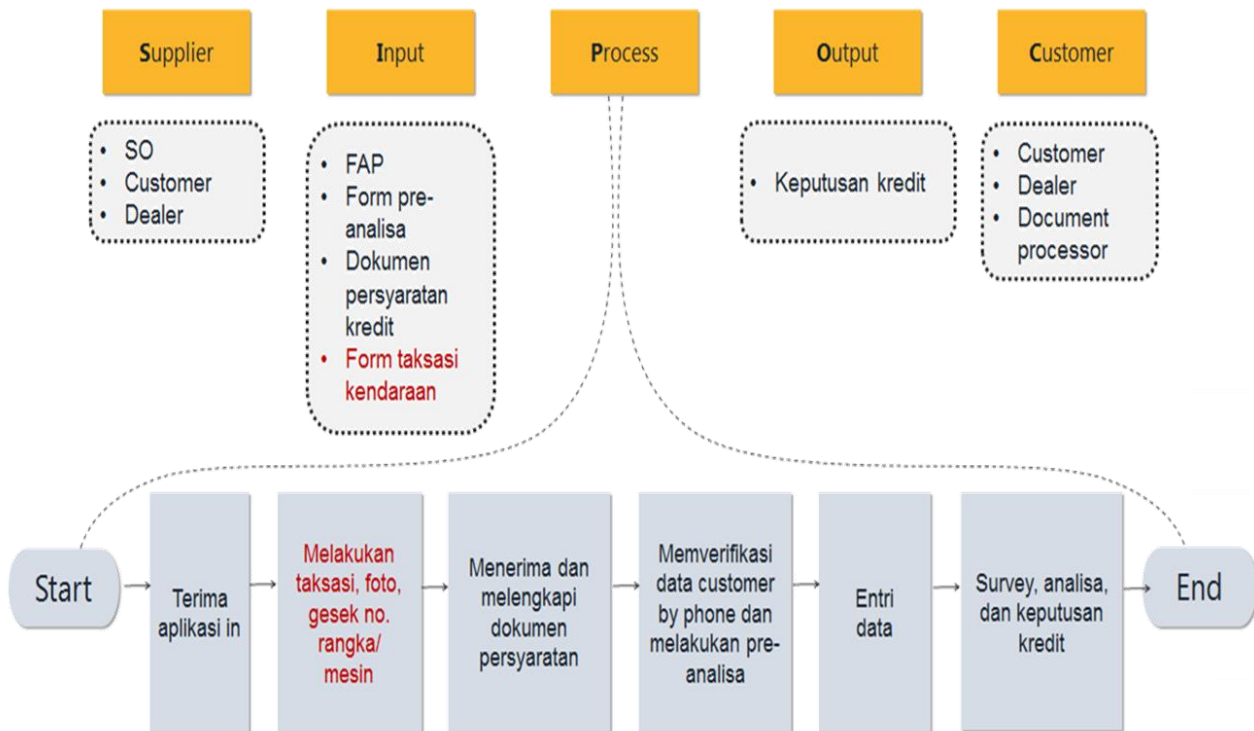 Supplier
Input
Process
Output
Customer
• SO
• Customer
• Dealer
• FAP
• Form pre-
analisa
• Dokumen
persyaratan
kredit
• Form taksasi
kendaraan
• Keputusan kredit
• Customer
• Dealer
• Document
processor
Start
Terima
aplikasi in
Melakukan
taksasi, foto,
gesek no.
rangka/
mesin
Menerima dan
melengkapi
dokumen
persyaratan
Memverifikasi
data customer
by phone dan
melakukan pre-
analisa
Entri
data
Survey, analisa,
dan keputusan
kredit
End